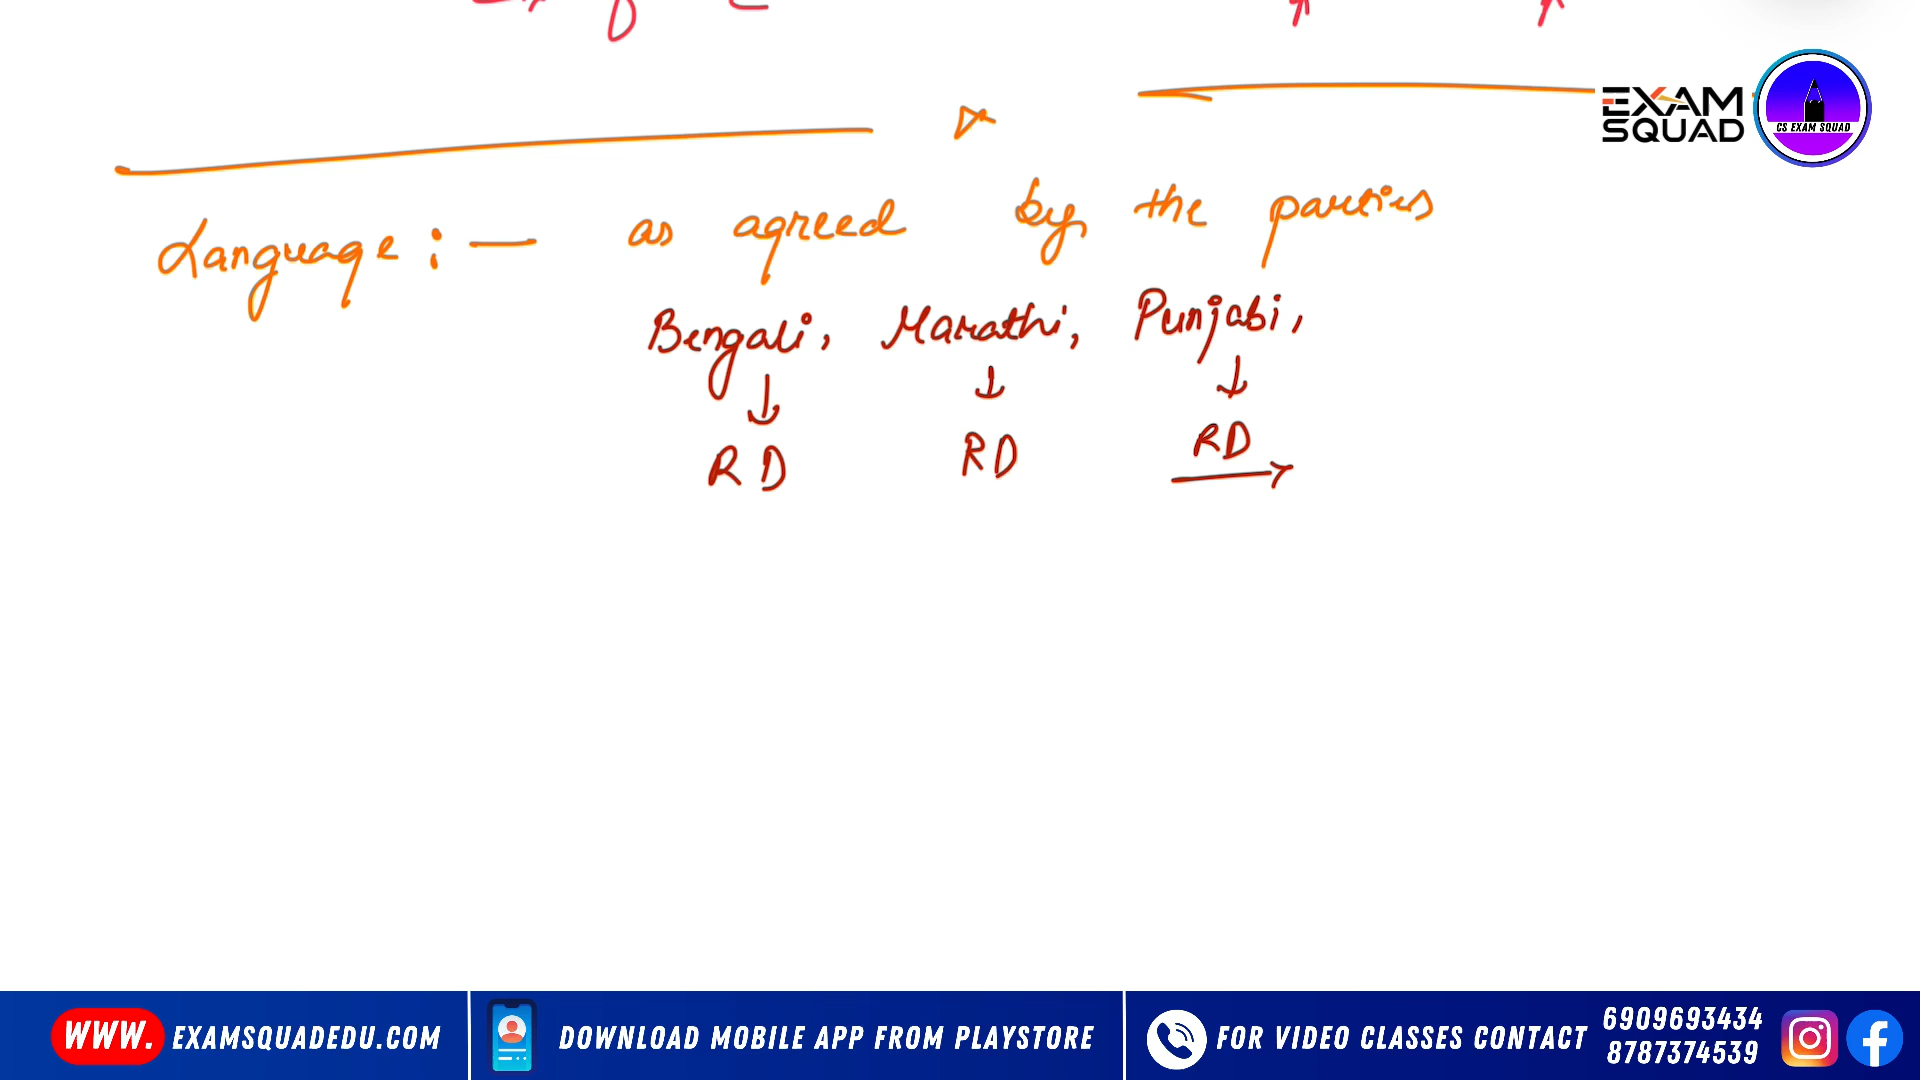 EXAM
SQUAD
CS EXAM SQUAD
Language : — as agreed by the parties
Bengali, Marathi, Punjabi,
RD RD RD
WWW. EXAMSQUADEDU.COM
DOWNLOAD MOBILE APP FROM PLAYSTORE
FOR VIDEO CLASSES CONTACT
6909693434
8787374539